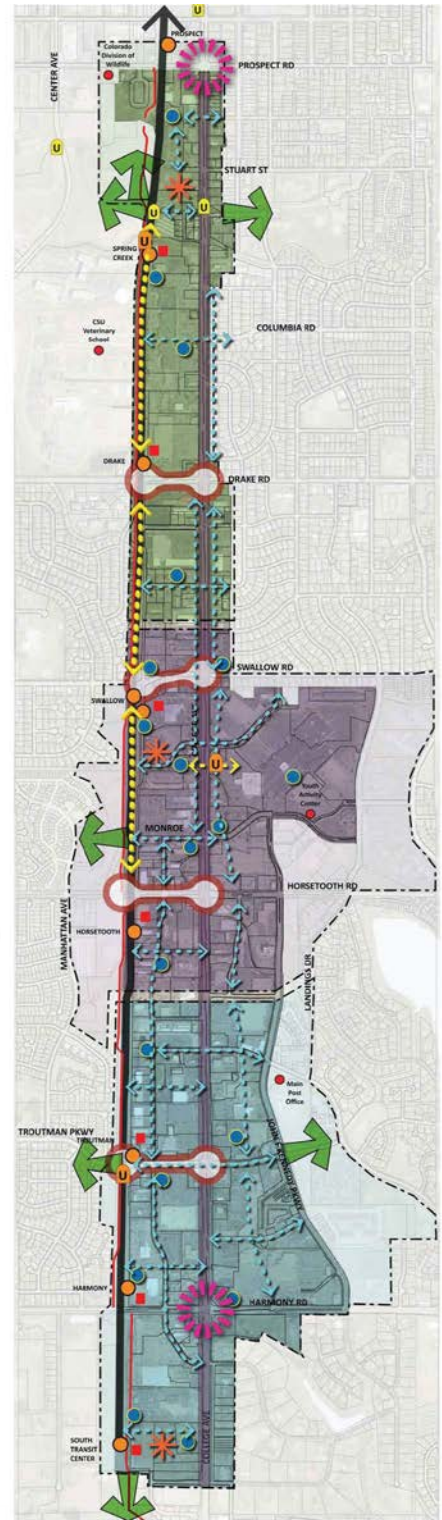 U
PROSPECT
Colorado
Division of
Wildlife
PROSPECT RD
CENTER AVE
U
STUART ST
U
U
U
SPRING
CREEK
COLUMBIA RD
CSU
Veterinary
School
DRAKE
DRAKE RD
SWALLOW RD
SWALLOW
U
Youth
Activity
Center
MONROE
HORSETOOTH RD
MANHATTAN AVE
HORSETOOTH
LANDINGS DR
Main
Post
Office
TROUTMAN PKWY
TROUTMAN
U
JOHN F KENNEDY PKWY
HARMONY
HARMONY RD
COLLEGE AVE
SOUTH
TRANSIT
CENTER